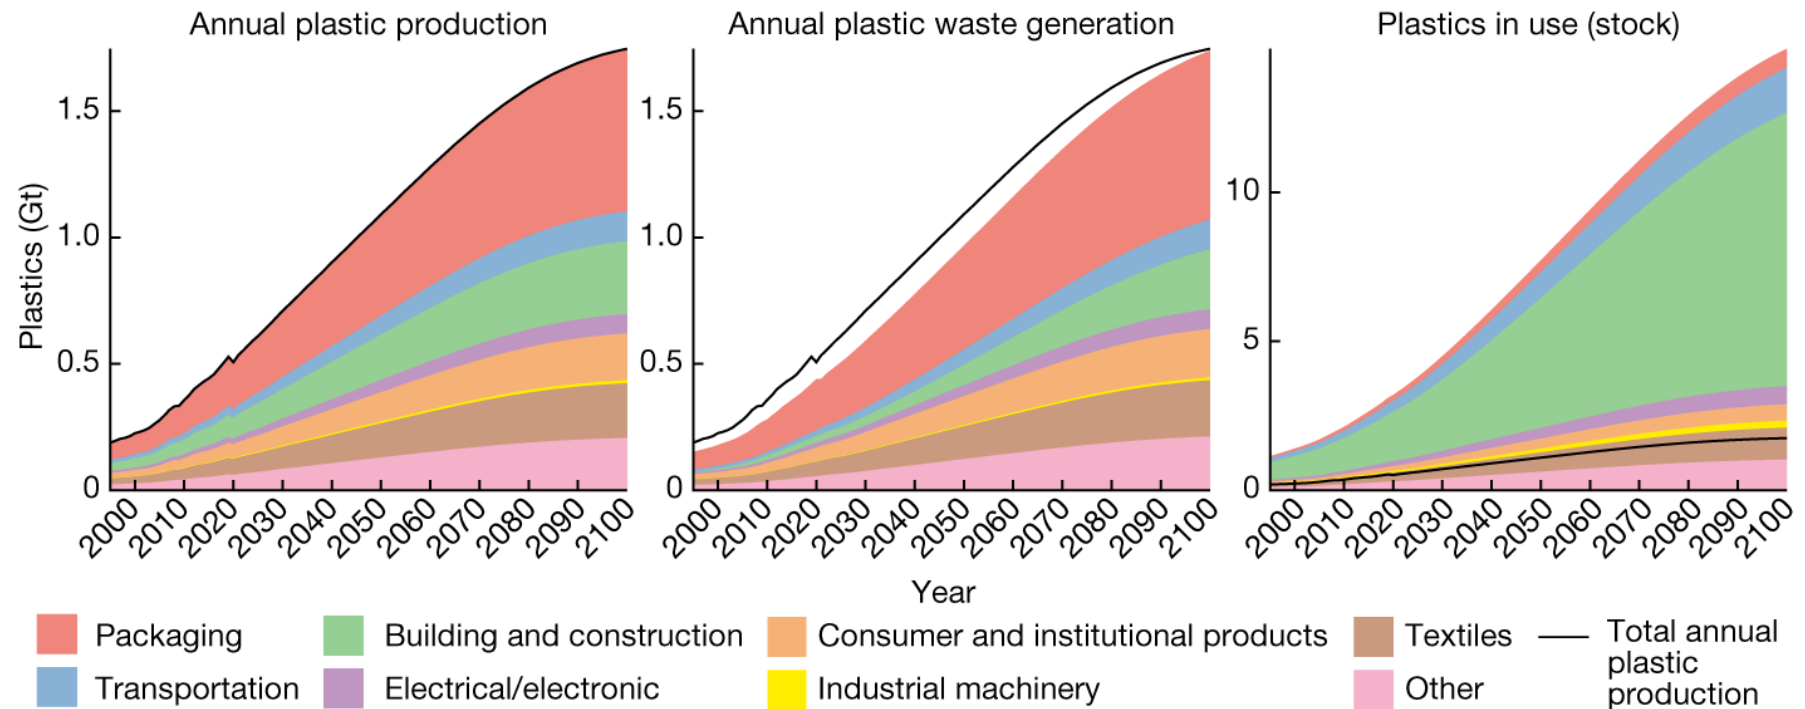 Annual plastic production
Annual plastic waste generation
Plastics in use (stock)
Plastics (Gt)
1.5
1.0
0.5
0
2000 2010 2020 2030 2040 2050 2060 2070 2080 2090 2100
1.5
1.0
0.5
0
2000 2010 2020 2030 2040 2050 2060 2070 2080 2090 2100
10
5
0
2000 2010 2020 2030 2040 2050 2060 2070 2080 2090 2100
Year
Packaging
Building and construction
Consumer and institutional products
Textiles
Total annual
plastic
production
Transportation
Electrical/electronic
Industrial machinery
Other